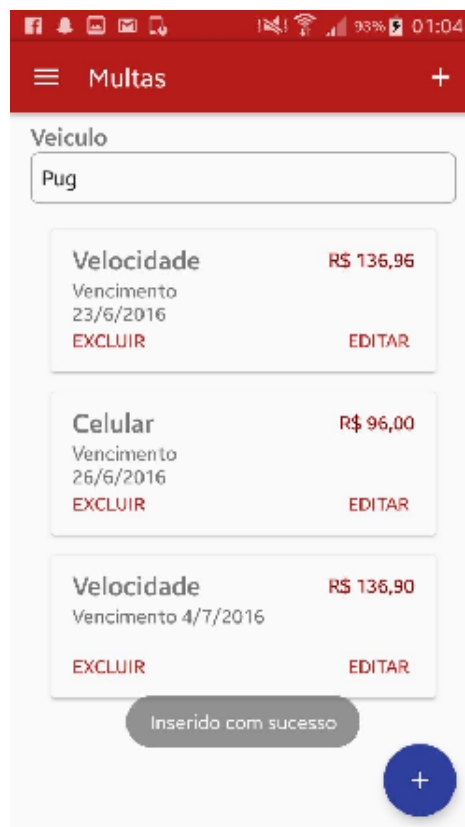 93% 01:04
Multas +
Veiculo
Pug
Velocidade R$ 136,96
Vencimento
23/6/2016
EXCLUIR EDITAR
Celular R$ 96,00
Vencimento
26/6/2016
EXCLUIR EDITAR
Velocidade R$ 136,90
Vencimento 4/7/2016
EXCLUIR EDITAR
Inserido com sucesso
+